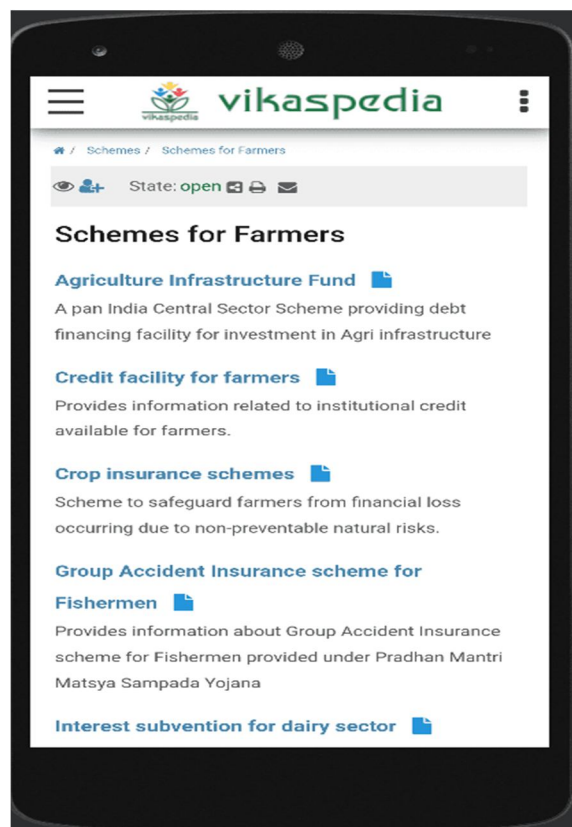 vikaspedia
vikaspedia
/ Schemes / Schemes for Farmers
State: open
Schemes for Farmers
Agriculture Infrastructure Fund
A pan India Central Sector Scheme providing debt
financing facility for investment in Agri infrastructure
Credit facility for farmers
Provides information related to institutional credit
available for farmers.
Crop insurance schemes
Scheme to safeguard farmers from financial loss
occurring due to non-preventable natural risks.
Group Accident Insurance scheme for
Fishermen
Provides information about Group Accident Insurance
scheme for Fishermen provided under Pradhan Mantri
Matsya Sampada Yojana
Interest subvention for dairy sector